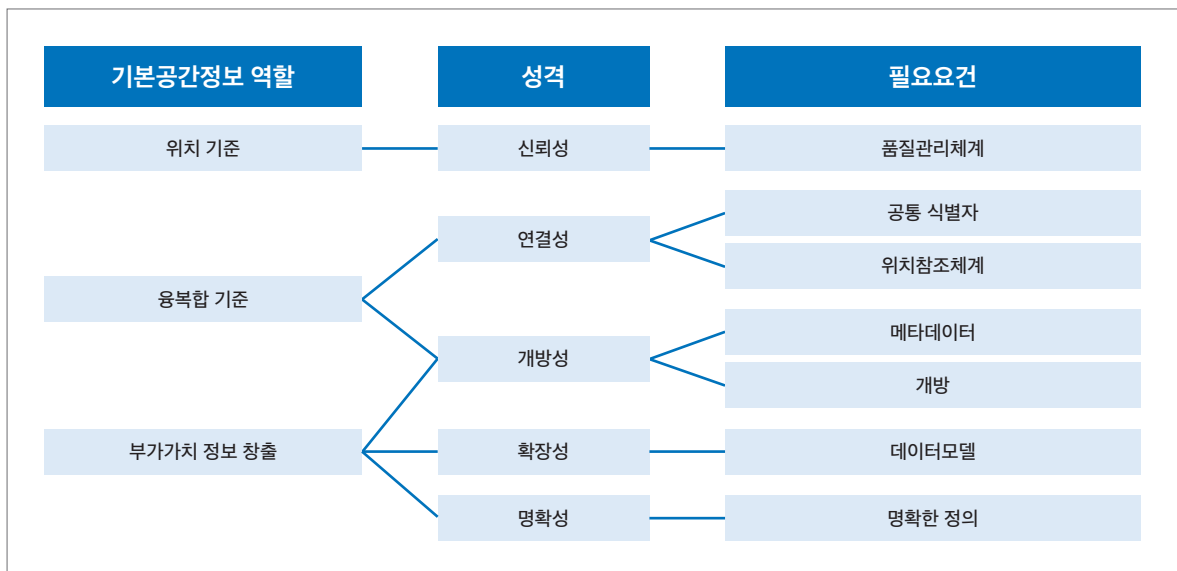 기본공간정보 역할
성격
필요요건
위치 기준
신뢰성
품질관리체계
융복합 기준
연결성
공통 식별자
위치참조체계
개방성
메타데이터
개방
부가가치 정보 창출
확장성
데이터모델
명확성
명확한 정의